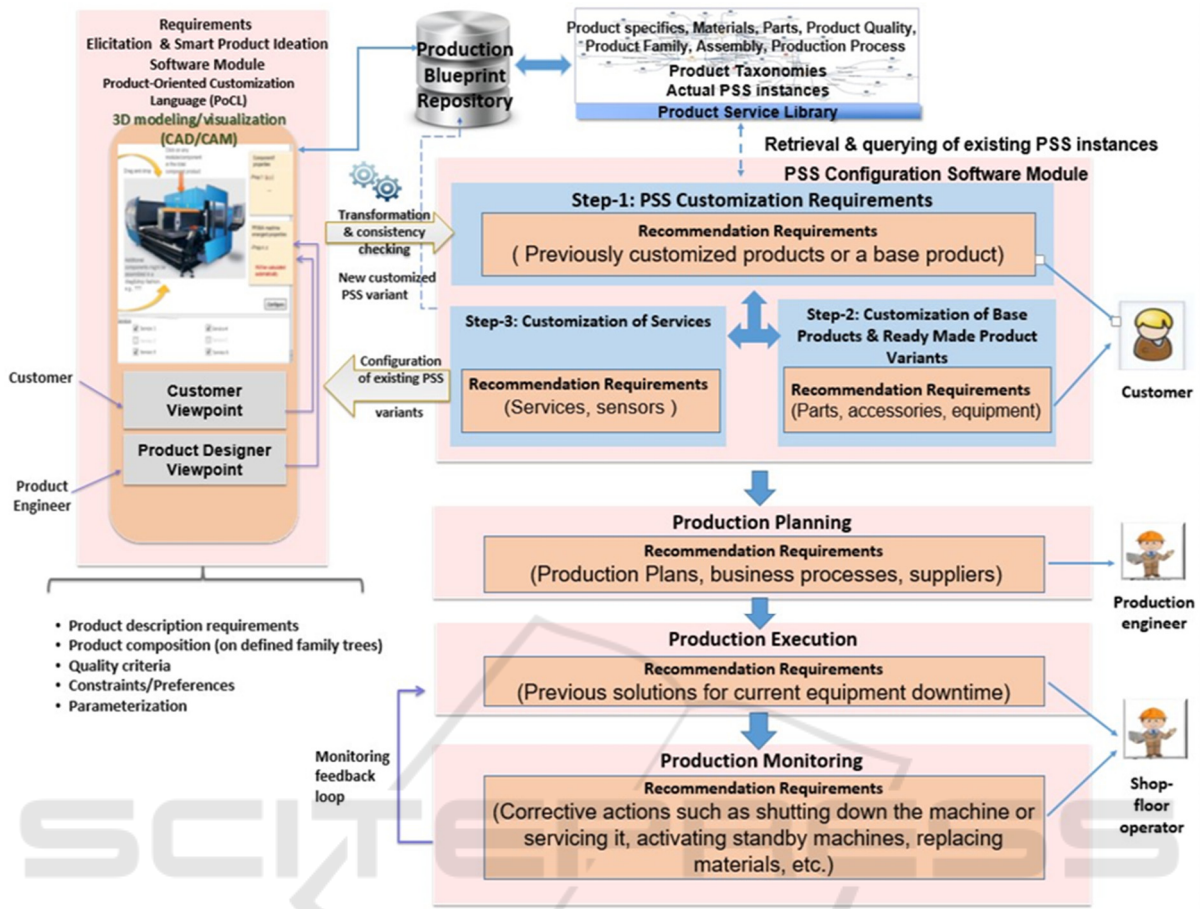 Requirements
Elicitation & Smart Product Ideation
Software Module
Product-Oriented Customization
Language (PoCL)
3D modeling/visualization
(CAD/CAM)
Drag and drop
Component
properties
Configure
Customer
Viewpoint
Product Designer
Viewpoint
Customer
Product
Engineer
• Product description requirements
• Product composition (on defined family trees)
• Quality criteria
• Constraints/Preferences
• Parameterization
Production
Blueprint
Repository
Product specifics, Materials, Parts, Product Quality,
Product Family, Assembly, Production Process
Product Taxonomies
Actual PSS instances
Product Service Library
Retrieval & querying of existing PSS instances
PSS Configuration Software Module
Transformation
& consistency
checking
New customized
PSS variant
Configuration
of existing PSS
variants
Step-1: PSS Customization Requirements
Recommendation Requirements
( Previously customized products or a base product)
Step-3: Customization of Services
Recommendation Requirements
(Services, sensors )
Step-2: Customization of Base
Products & Ready Made Product
Variants
Recommendation Requirements
(Parts, accessories, equipment)
Customer
Production Planning
Recommendation Requirements
(Production Plans, business processes, suppliers)
Production
engineer
Production Execution
Recommendation Requirements
(Previous solutions for current equipment downtime)
Monitoring
feedback
loop
Production Monitoring
Recommendation Requirements
(Corrective actions such as shutting down the machine or
servicing it, activating standby machines, replacing
materials, etc.)
Shop-
floor
operator
SCITEPRESS